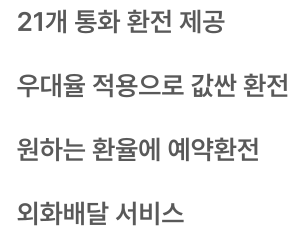 21개 통화 환전 제공
우대율 적용으로 값싼 환전
원하는 환율에 예약환전
외화배달 서비스